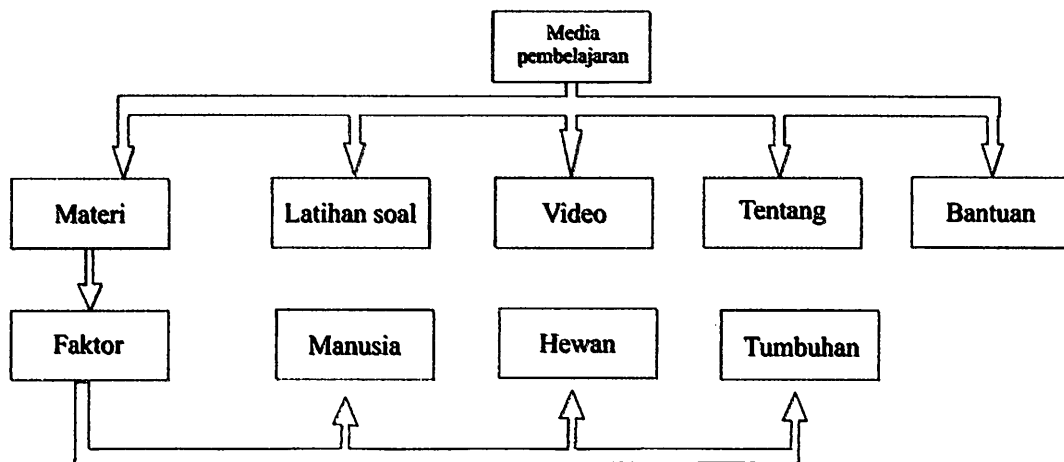 Media
pembelajaran
Materi
Latihan soal
Video
Tentang
Bantuan
Faktor
Manusia
Hewan
Tumbuhan